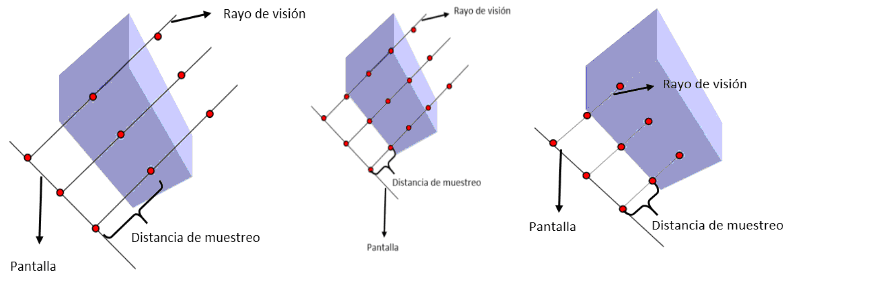 Rayo de visión
Distancia de muestreo
Pantalla
Rayo de visión
Distancia de muestreo
Pantalla
Rayo de visión
Distancia de muestreo
Pantalla